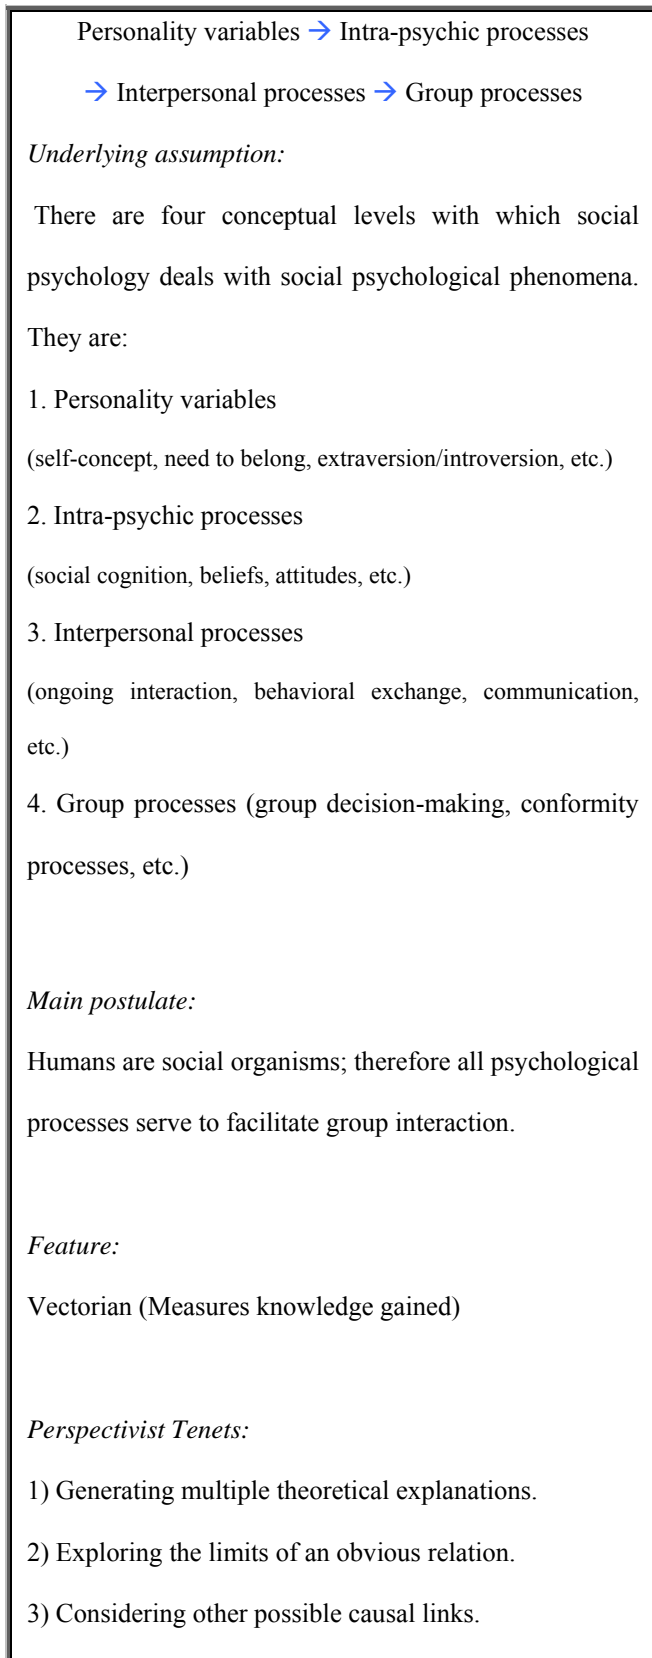 Personality variables → Intra-psychic processes
→ Interpersonal processes → Group processes
Underlying assumption:
There are four conceptual levels with which social
psychology deals with social psychological phenomena.
They are:
1. Personality variables
(self-concept, need to belong, extraversion/introversion, etc.)
2. Intra-psychic processes
(social cognition, beliefs, attitudes, etc.)
3. Interpersonal processes
(ongoing interaction, behavioral exchange, communication,
etc.)
4. Group processes (group decision-making, conformity
processes, etc.)
Main postulate:
Humans are social organisms; therefore all psychological
processes serve to facilitate group interaction.
Feature:
Vectorian (Measures knowledge gained)
Perspectivist Tenets:
1) Generating multiple theoretical explanations.
2) Exploring the limits of an obvious relation.
3) Considering other possible causal links.